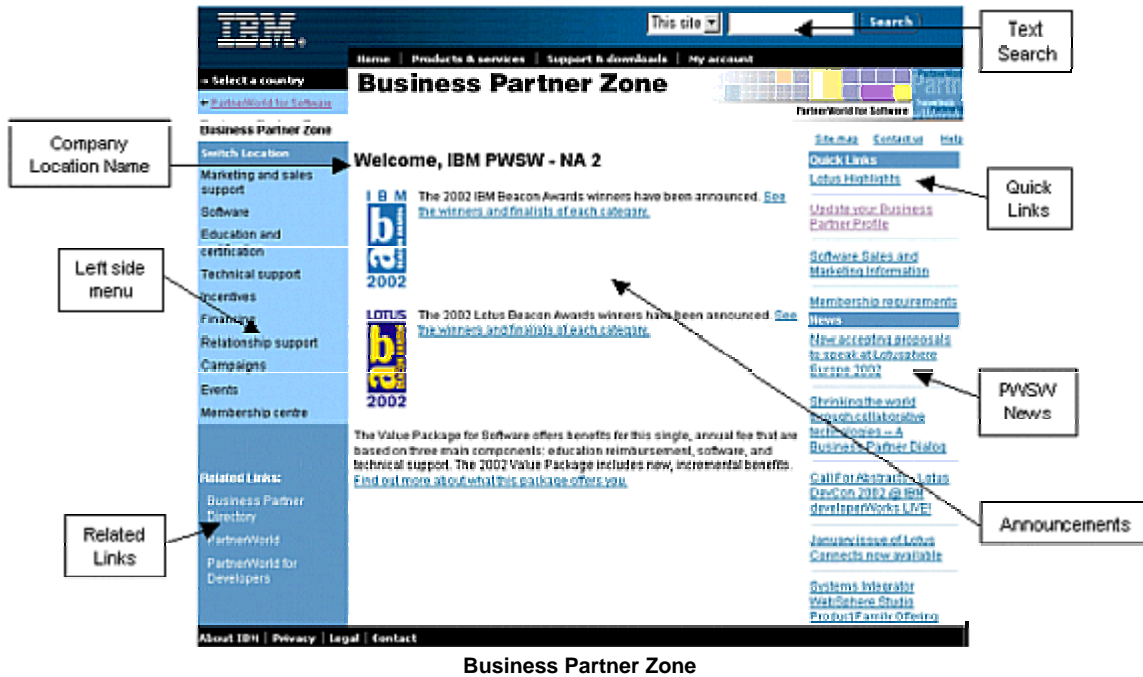 IBM
This site
Search
Text
Search
Home | Products & services | Support & downloads | My account
Select a country
PartnerWorld for Software
Business Partner Zone
Business Partner Zone
PartnerWorld for Software
Company
Location Name
Switch Location
Marketing and sales
support
Software
Education and
certification
Technical support
Incentives
Financing
Relationship support
Campaigns
Events
Membership centre
Left side
menu
Related Links:
Business Partner
Directory
PartnerWorld
PartnerWorld for
Developers
Related
Links
Welcome, IBM PWSW - NA 2
IBM
2002
The 2002 IBM Beacon Awards winners have been announced. See
the winners and finalists of each category.
LOTUS
2002
The 2002 Lotus Beacon Awards winners have been announced. See
the winners and finalists of each category.
The Value Package for Software offers benefits for this single, annual fee that are
based on three main components: education reimbursement, software, and
technical support. The 2002 Value Package includes new, incremental benefits.
Find out more about what this package offers you.
Site map Contact us Help
Quick Links
Lotus Highlights
Update your Business
Partner Profile
Software Sales and
Marketing Information
Membership requirements
News
Now accepting proposals
to speak at Lotusphere
Europe 2002
Shrinking the world
through collaborative
technologies -- A
Business Partner Dialog
Call For Abstracts - Lotus
DevCon 2002 @ IBM
developerWorks LIVE!
January issue of Lotus
Connects now available
Systems Integrator
WebSphere Studio
Product Family Offering
Quick
Links
PWSW
News
Announcements
About IBM | Privacy | Legal | Contact
Business Partner Zone